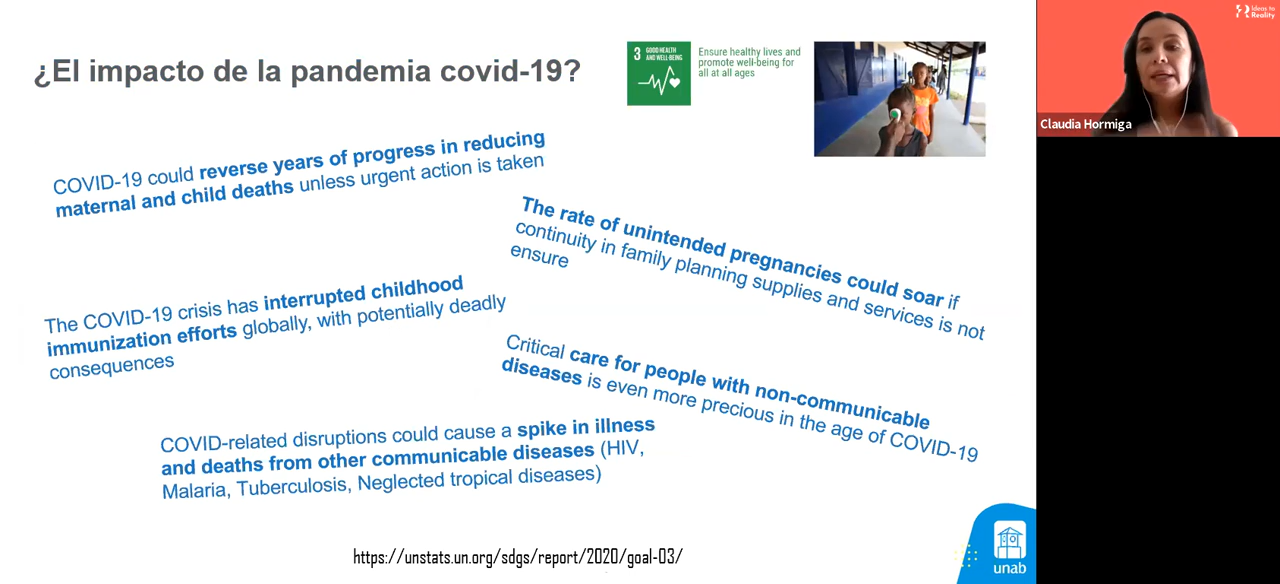 ¿El impacto de la pandemia covid-19?
3 GOOD HEALTH
AND WELL-BEING
Ensure healthy lives and
promote well-being for
all at all ages
Ideas to
Reality
Claudia Hormiga
COVID-19 could reverse years of progress in reducing
maternal and child deaths unless urgent action is taken
The rate of unintended pregnancies could soar if
continuity in family planning supplies and services is not
ensure
The COVID-19 crisis has interrupted childhood
immunization efforts globally, with potentially deadly
consequences
Critical care for people with non-communicable
diseases is even more precious in the age of COVID-19
COVID-related disruptions could cause a spike in illness
and deaths from other communicable diseases (HIV,
Malaria, Tuberculosis, Neglected tropical diseases)
https://unstats.un.org/sdgs/report/2020/goal-03/
unab